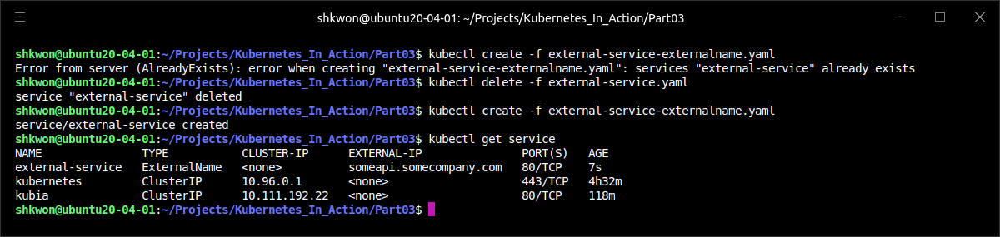 shkwon@ubuntu20-04-01: ~/Projects/Kubernetes_In_Action/Part03
shkwon@ubuntu20-04-01:~/Projects/Kubernetes_In_Action/Part03$ kubectl create -f external-service-externalname.yaml
Error from server (AlreadyExists): error when creating "external-service-externalname.yaml": services "external-service" already exists
shkwon@ubuntu20-04-01:~/Projects/Kubernetes_In_Action/Part03$ kubectl delete -f external-service.yaml
service "external-service" deleted
shkwon@ubuntu20-04-01:~/Projects/Kubernetes_In_Action/Part03$ kubectl create -f external-service-externalname.yaml
service/external-service created
shkwon@ubuntu20-04-01:~/Projects/Kubernetes_In_Action/Part03$ kubectl get service
NAME               TYPE           CLUSTER-IP      EXTERNAL-IP              PORT(S)   AGE
external-service   ExternalName   <none>          someapi.somecompany.com   80/TCP    7s
kubernetes         ClusterIP      10.96.0.1       <none>                    443/TCP   4h32m
kubia              ClusterIP      10.111.192.22   <none>                    80/TCP    118m
shkwon@ubuntu20-04-01:~/Projects/Kubernetes_In_Action/Part03$